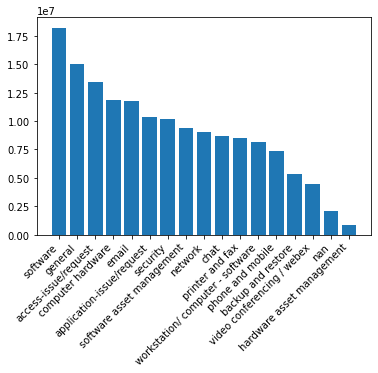 1e7
1.75
1.50
1.25
1.00
0.75
0.50
0.25
0.00
software
general
access-issue/request
computer hardware
email
application-issue/request
security
software asset management
network
chat
printer and fax
workstation/ computer - software
phone and mobile
backup and restore
video conferencing / webex
nan
hardware asset management